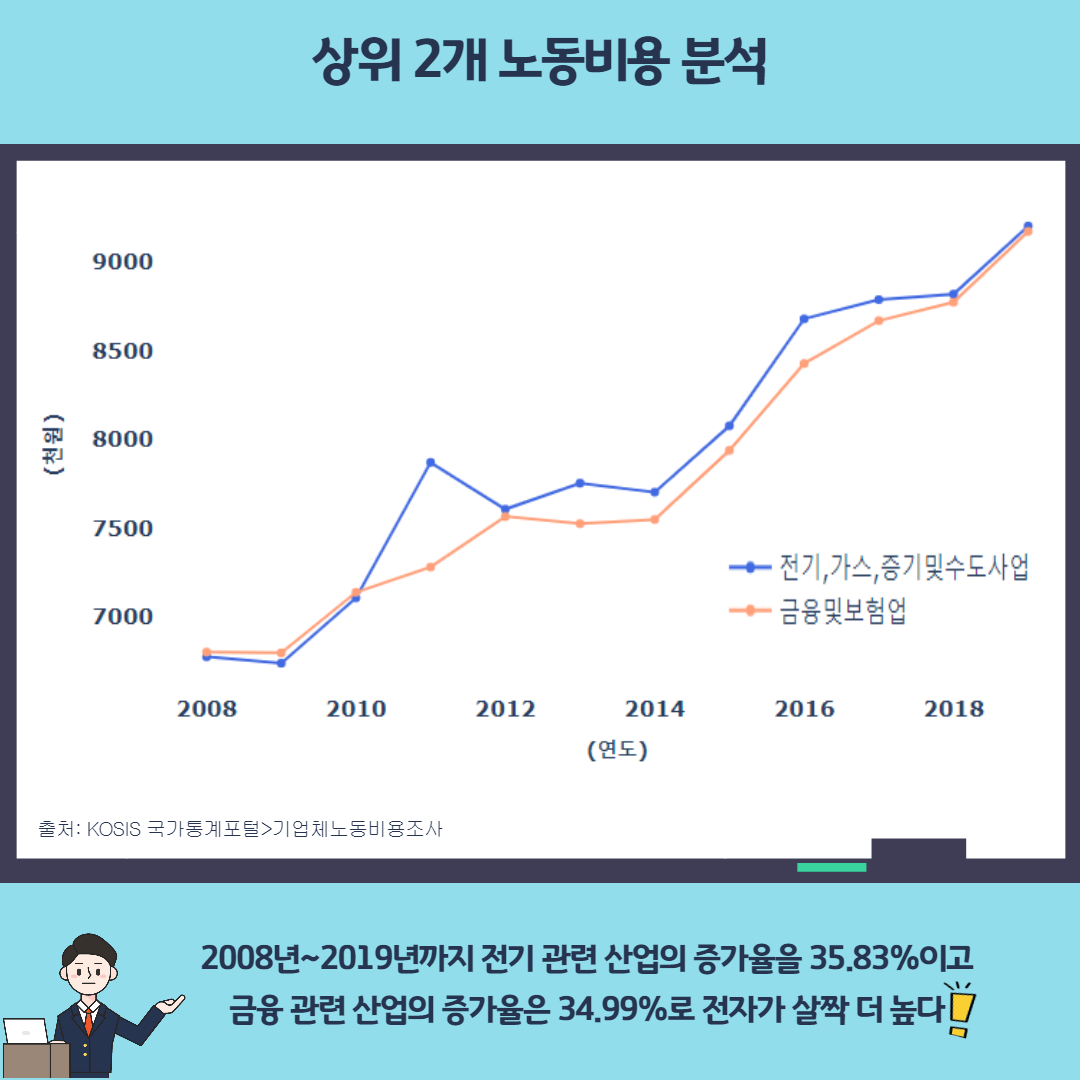 상위 2개 노동비용 분석
9000
8500
8000
7500
7000
(천원)
전기,가스,증기및수도사업
금융및보험업
2008 2010 2012 2014 2016 2018
(연도)
출처: KOSIS 국가통계포털>기업체노동비용조사
2008년~2019년까지 전기 관련 산업의 증가율을 35.83%이고
금융 관련 산업의 증가율은 34.99%로 전자가 살짝 더 높다